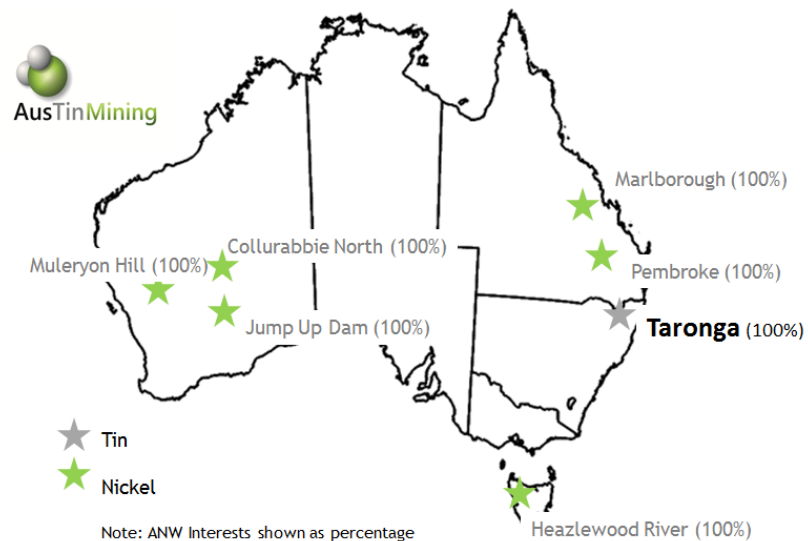 AusTinMining
Marlborough (100%)
Collurabbie North (100%)
Muleryon Hill (100%)
Pembroke (100%)
Jump Up Dam (100%)
Taronga (100%)
Tin
Nickel
Note: ANW Interests shown as percentage
Heazlewood River (100%)